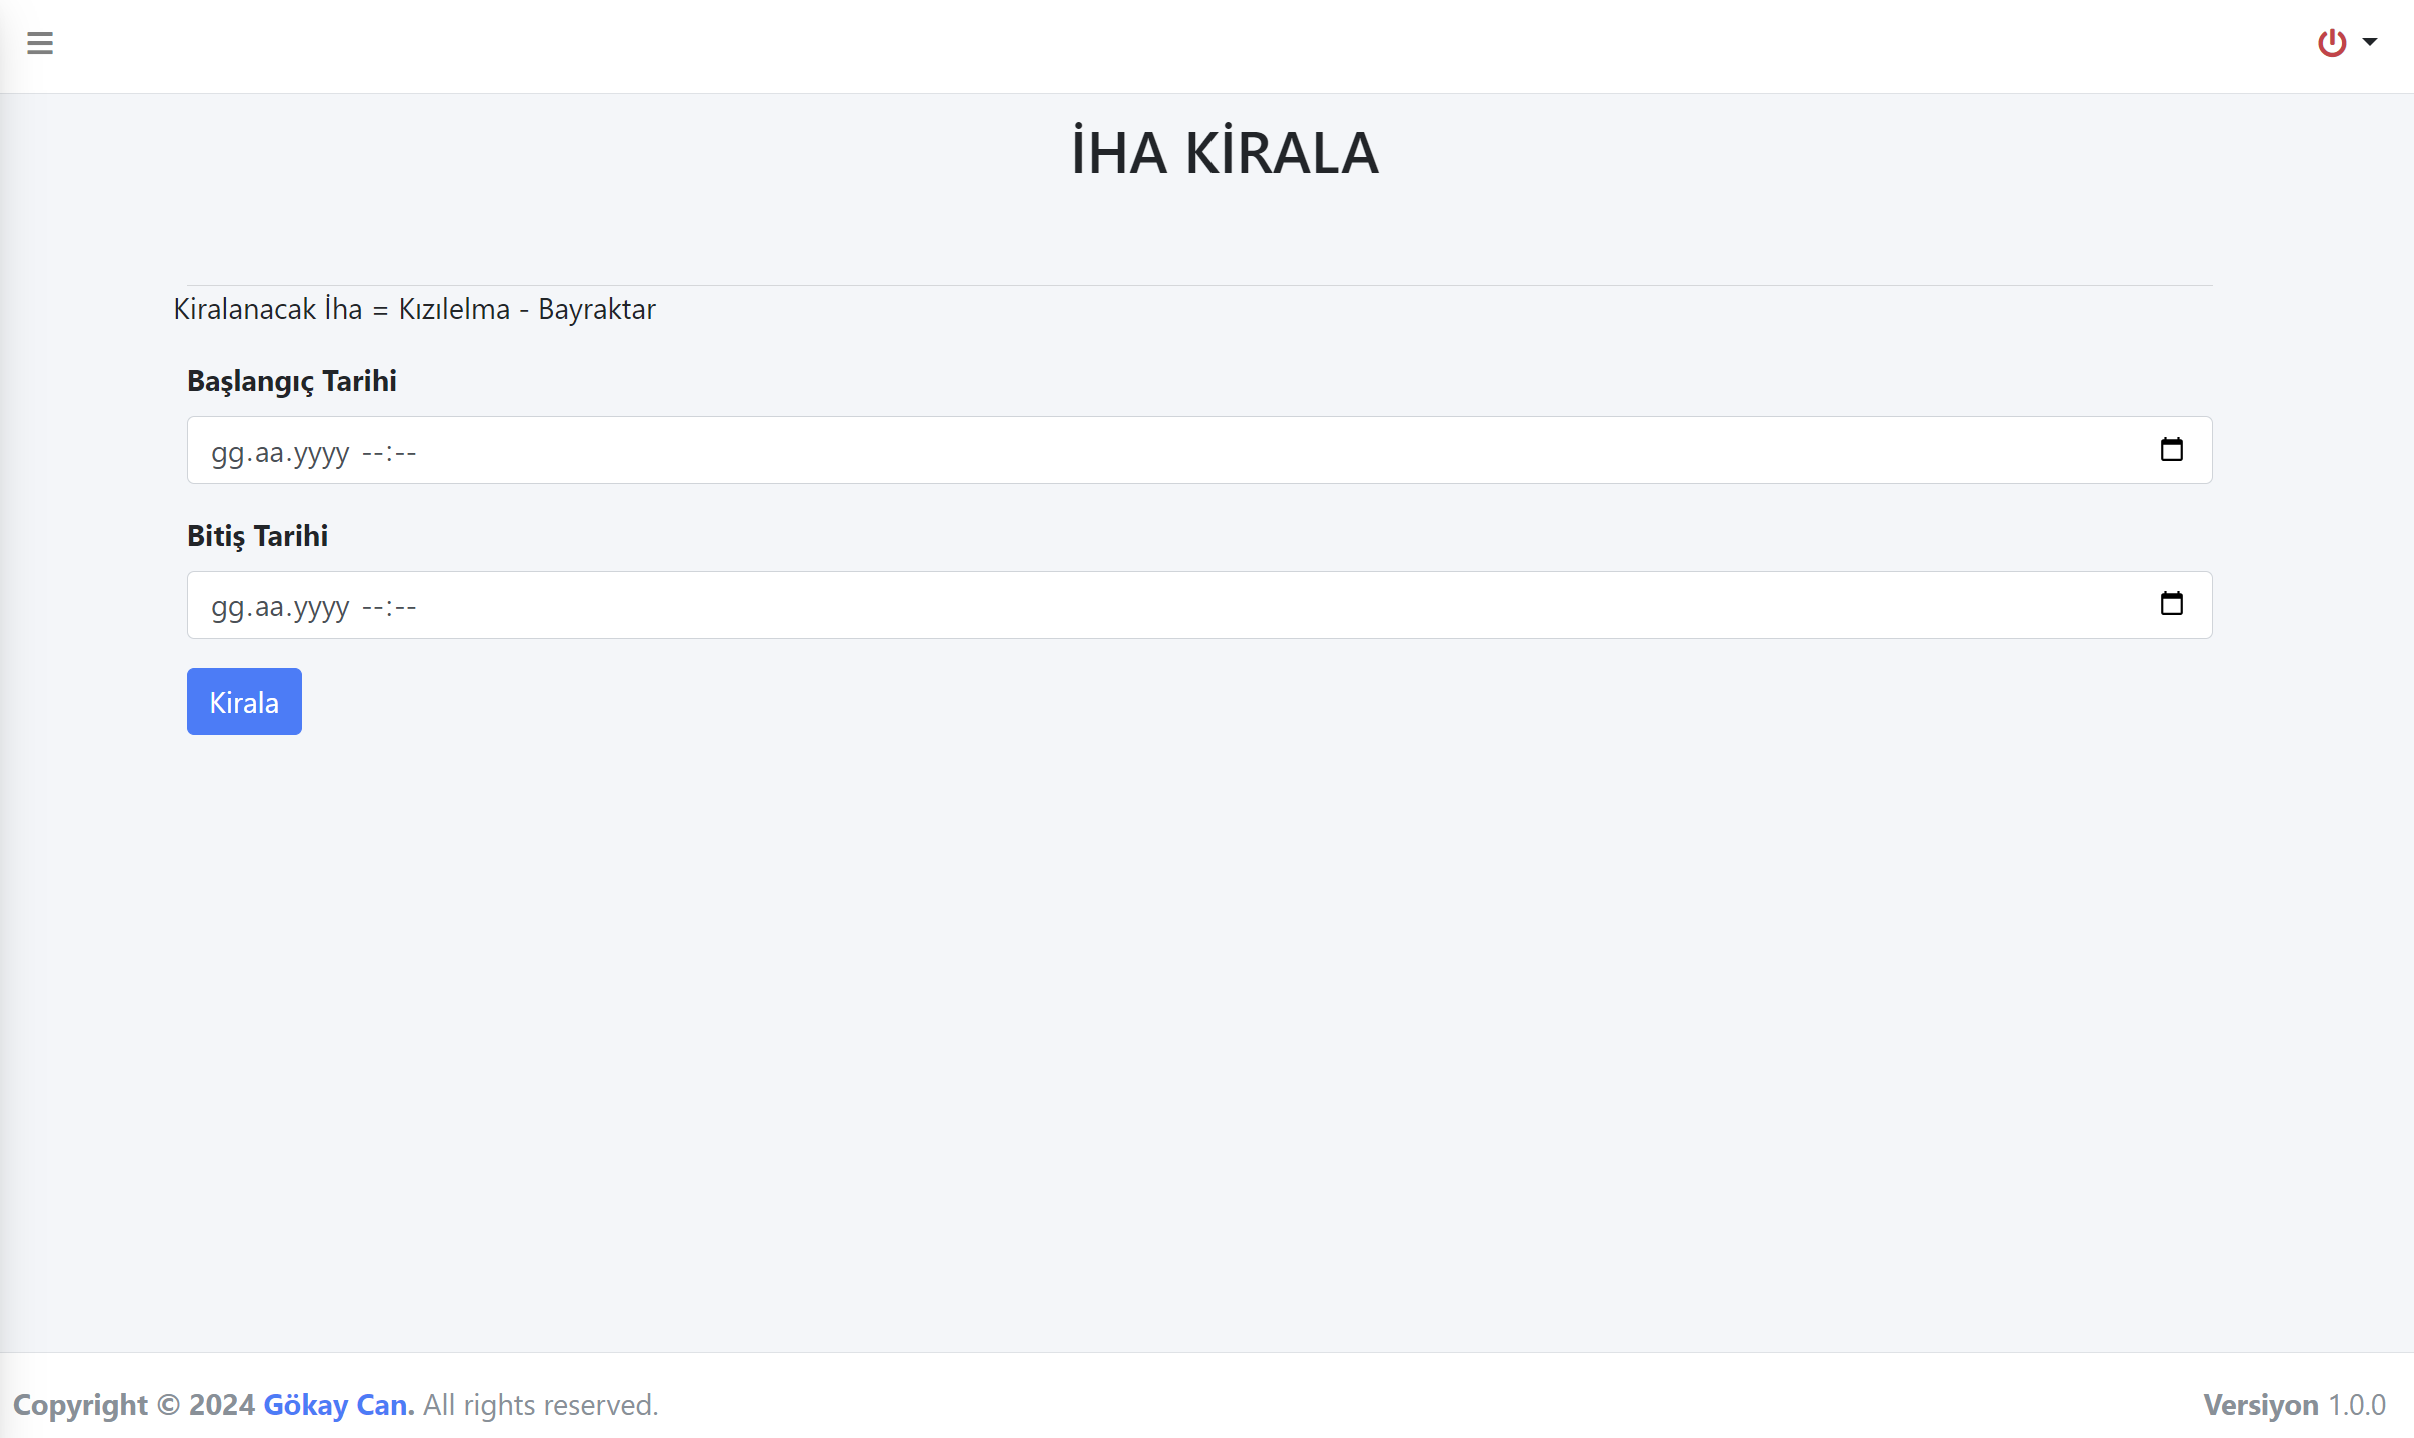 İHA KİRALA
Kiralanacak İha = Kızılelma - Bayraktar
Başlangıç Tarihi
gg.aa.yyyy --:--
Bitiş Tarihi
gg.aa.yyyy --:--
Kirala
Copyright © 2024 Gökay Can. All rights reserved.
Versiyon 1.0.0